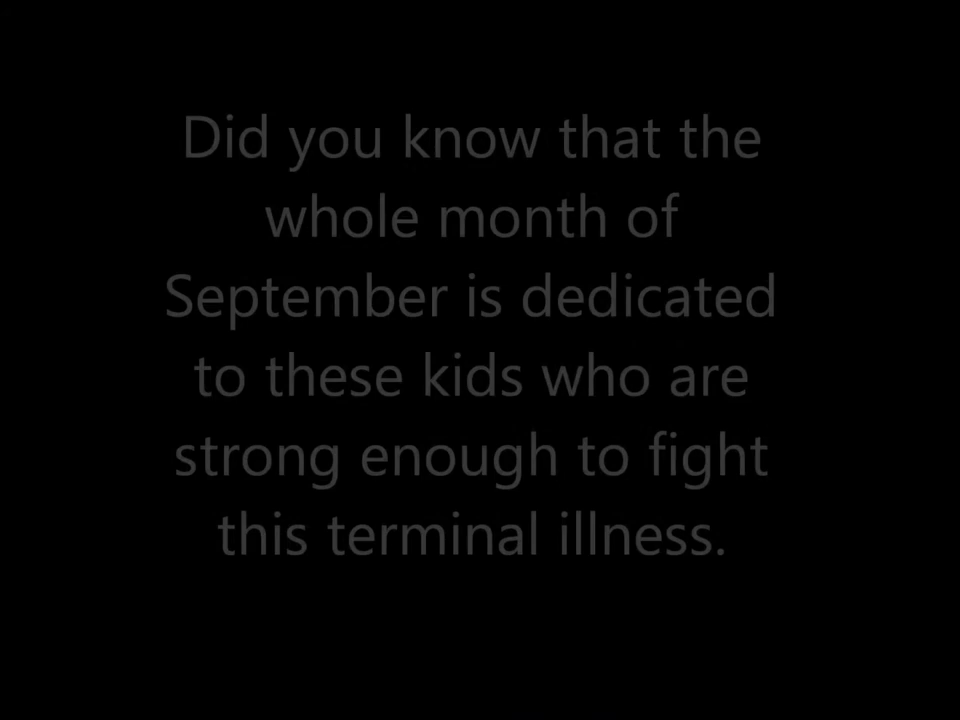 Did you know that the
whole month of
September is dedicated
to these kids who are
strong enough to fight
this terminal illness.